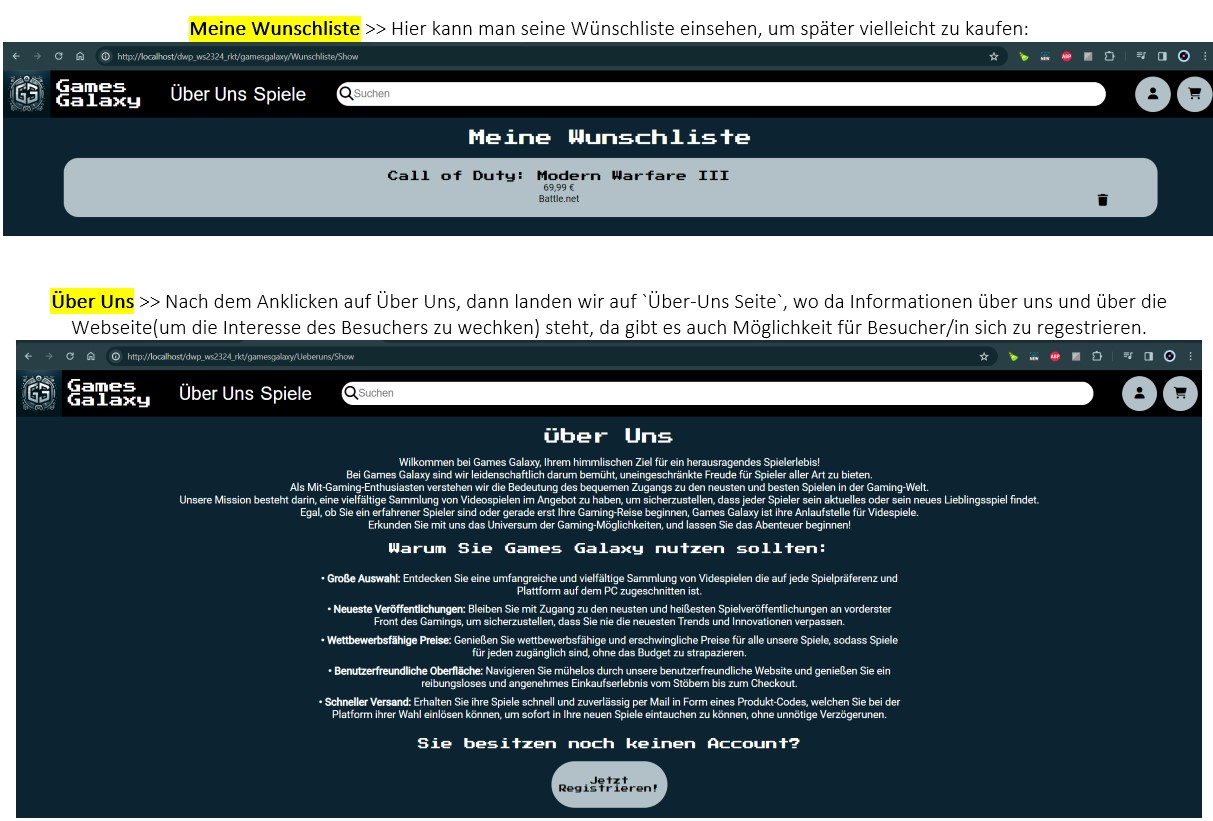 Meine Wunschliste >> Hier kann man seine Wünschliste einsehen, um später vielleicht zu kaufen:
http://localhost/dwp_ws2324_rkt/gamesgalaxy/Wunschliste/Show
Games
Galaxy
Über Uns Spiele
Suchen
Meine Wunschliste
Call of Duty: Modern Warfare III
69,99 €
Battle.net
Über Uns >> Nach dem Anklicken auf Über Uns, dann landen wir auf `Über-Uns Seite`, wo da Informationen über uns und über die
Webseite(um die Interesse des Besuchers zu wechken) steht, da gibt es auch Möglichkeit für Besucher/in sich zu regestrieren.
http://localhost/dwp_ws2324_rkt/gamesgalaxy/Ueberuns/Show
Games
Galaxy
Über Uns Spiele
Suchen
über Uns
Wilkommen bei Games Galaxy, Ihrem himmlischen Ziel für ein herausragendes Spielerlebis!
Bei Games Galaxy sind wir leidenschaftlich darum bemüht, uneingeschränkte Freude für Spieler aller Art zu bieten.
Als Mit-Gaming-Enthusiasten verstehen wir die Bedeutung des bequemen Zugangs zu den neusten und besten Spielen in der Gaming-Welt.
Unsere Mission besteht darin, eine vielfältige Sammlung von Videospielen im Angebot zu haben, um sicherzustellen, dass jeder Spieler sein aktuelles oder sein neues Lieblingsspiel findet.
Egal, ob Sie ein erfahrener Spieler sind oder gerade erst Ihre Gaming-Reise beginnen, Games Galaxy ist ihre Anlaufstelle für Videspiele.
Erkunden Sie mit uns das Universum der Gaming-Möglichkeiten, und lassen Sie das Abenteuer beginnen!
Warum Sie Games Galaxy nutzen sollten:
• Große Auswahl: Entdecken Sie eine umfangreiche und vielfältige Sammlung von Videspielen die auf jede Spielpräferenz und
Plattform auf dem PC zugeschnitten ist.
• Neueste Veröffentlichungen: Bleiben Sie mit Zugang zu den neusten und heißesten Spielveröffentlichungen an vorderster
Front des Gamings, um sicherzustellen, dass Sie nie die neuesten Trends und Innovationen verpassen.
• Wettbewerbsfähige Preise: Genießen Sie wettbewerbsfähige und erschwingliche Preise für alle unsere Spiele, sodass Spiele
für jeden zugänglich sind, ohne das Budget zu strapazieren.
• Benutzerfreundliche Oberfläche: Navigieren Sie mühelos durch unsere benutzerfreundliche Website und genießen Sie ein
reibungsloses und angenehmes Einkaufserlebnis vom Stöbern bis zum Checkout.
• Schneller Versand: Erhalten Sie ihre Spiele schnell und zuverlässig per Mail in Form eines Produkt-Codes, welchen Sie bei der
Platform ihrer Wahl einlösen können, um sofort in Ihre neuen Spiele eintauchen zu können, ohne unnötige Verzögerunen.
Sie besitzen noch keinen Account?
Jetzt
Registrieren!